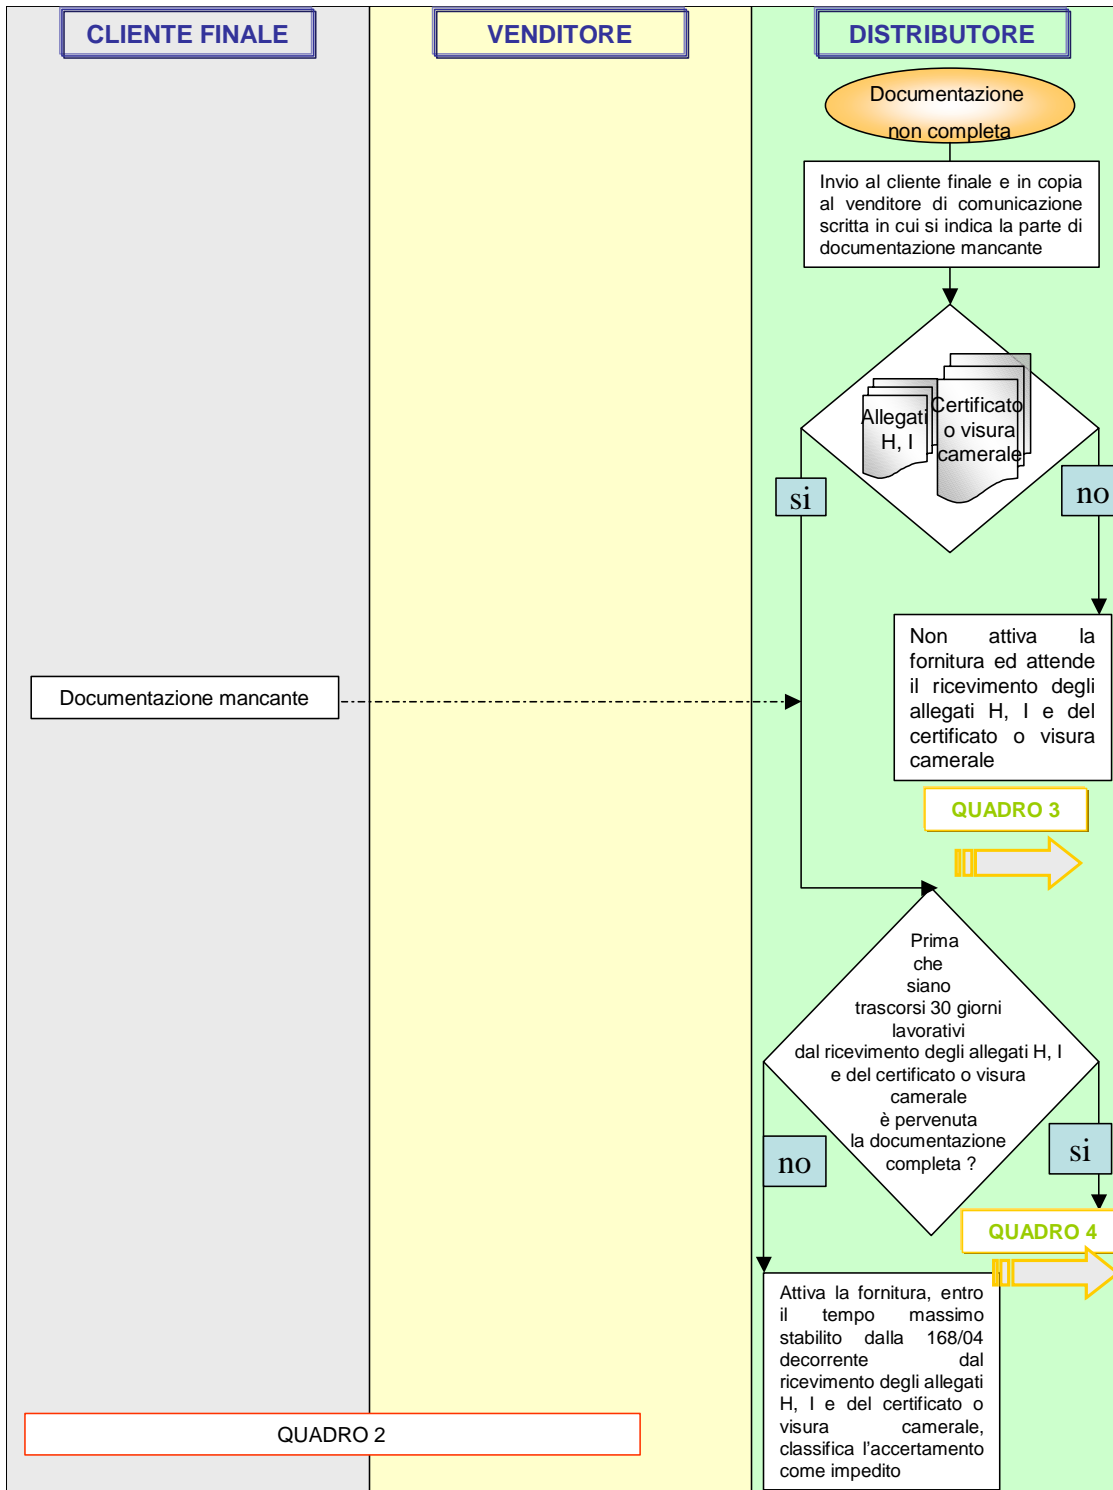 CLIENTE FINALE
VENDITORE
DISTRIBUTORE
Documentazione
non completa
Invio al cliente finale e in copia
al venditore di comunicazione
scritta in cui si indica la parte di
documentazione mancante
Allegati
H, I
Certificato
o visura
camerale
si
no
Non attiva la
fornitura ed attende
il ricevimento degli
allegati H, I e del
certificato o visura
camerale
Documentazione mancante
QUADRO 3
Prima
che
siano
trascorsi 30 giorni
lavorativi
dal ricevimento degli allegati H, I
e del certificato o visura
camerale
è pervenuta
la documentazione
completa ?
no
si
QUADRO 4
Attiva la fornitura, entro
il tempo massimo
stabilito dalla 168/04
decorrente dal
ricevimento degli allegati
H, I e del certificato o
visura camerale,
classifica l'accertamento
come impedito
QUADRO 2